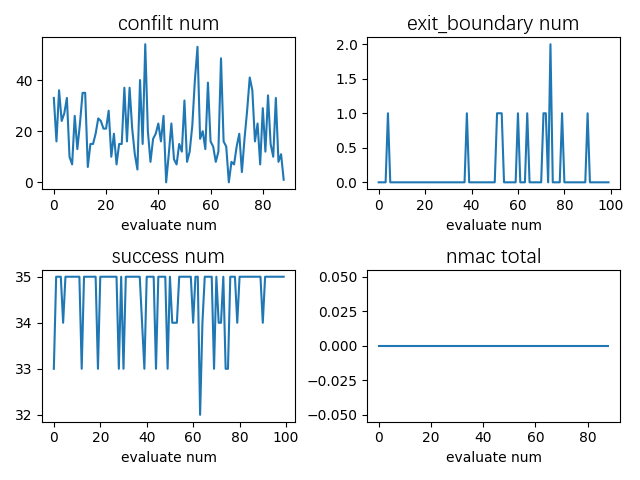 confilt num
exit_boundary num
40
20
0
0 20 40 60 80
evaluate num
2.0
1.5
1.0
0.5
0.0
0 20 40 60 80 100
evaluate num
success num
nmac total
35
34
33
32
0 20 40 60 80 100
evaluate num
0.050
0.025
0.000
−0.025
−0.050
0 20 40 60 80
evaluate num